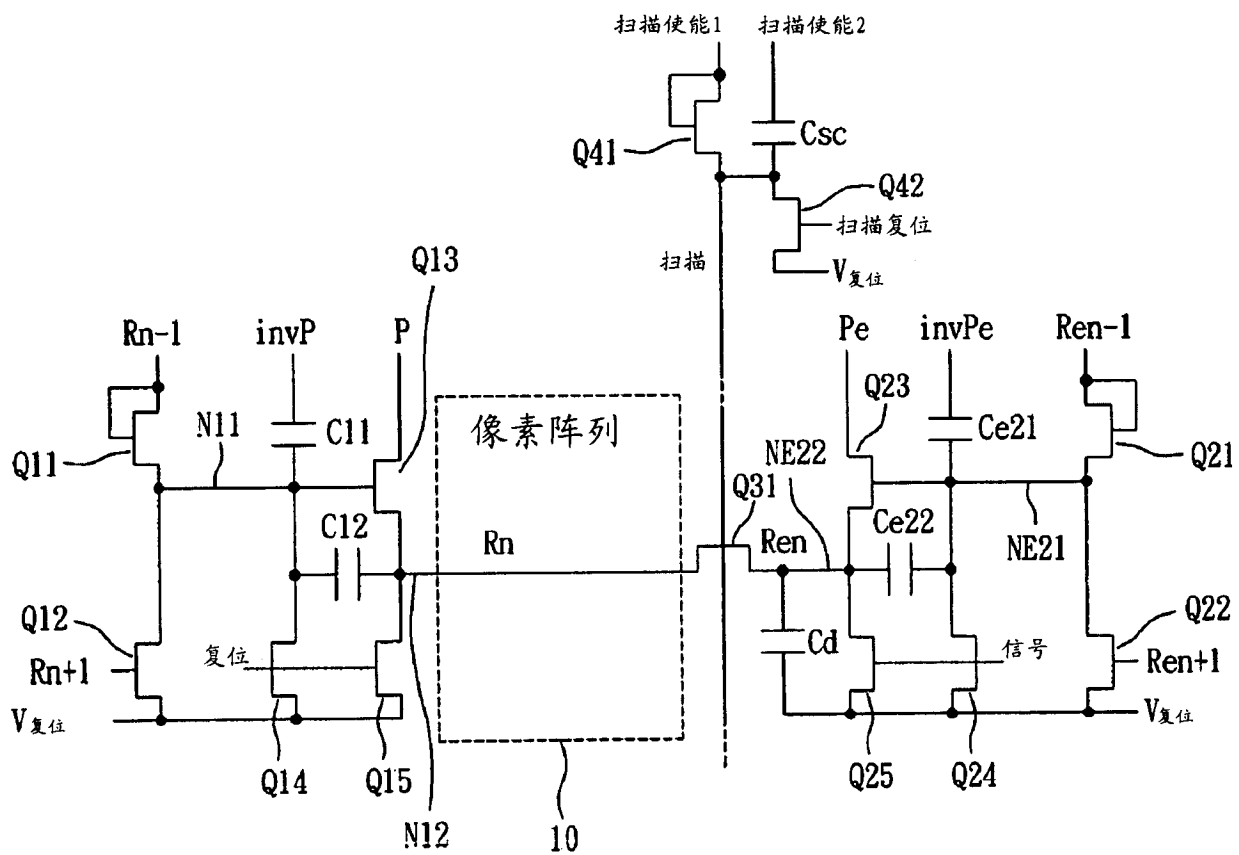 扫描使能1
扫描使能2
Csc
Q41
Q42
扫描复位
V复位
扫描
Q13
Rn-1
invP
P
Pe
invPe
Ren-1
Q23
像素阵列
N11
C11
Q11
Ce21
Q21
NE22
Q31
C12
Rn
Ren
Ce22
NE21
Q12
Q22
复位
Cd
信号
Rn+1
Ren+1
V复位
V复位
Q14
Q15
Q25
Q24
N12
10